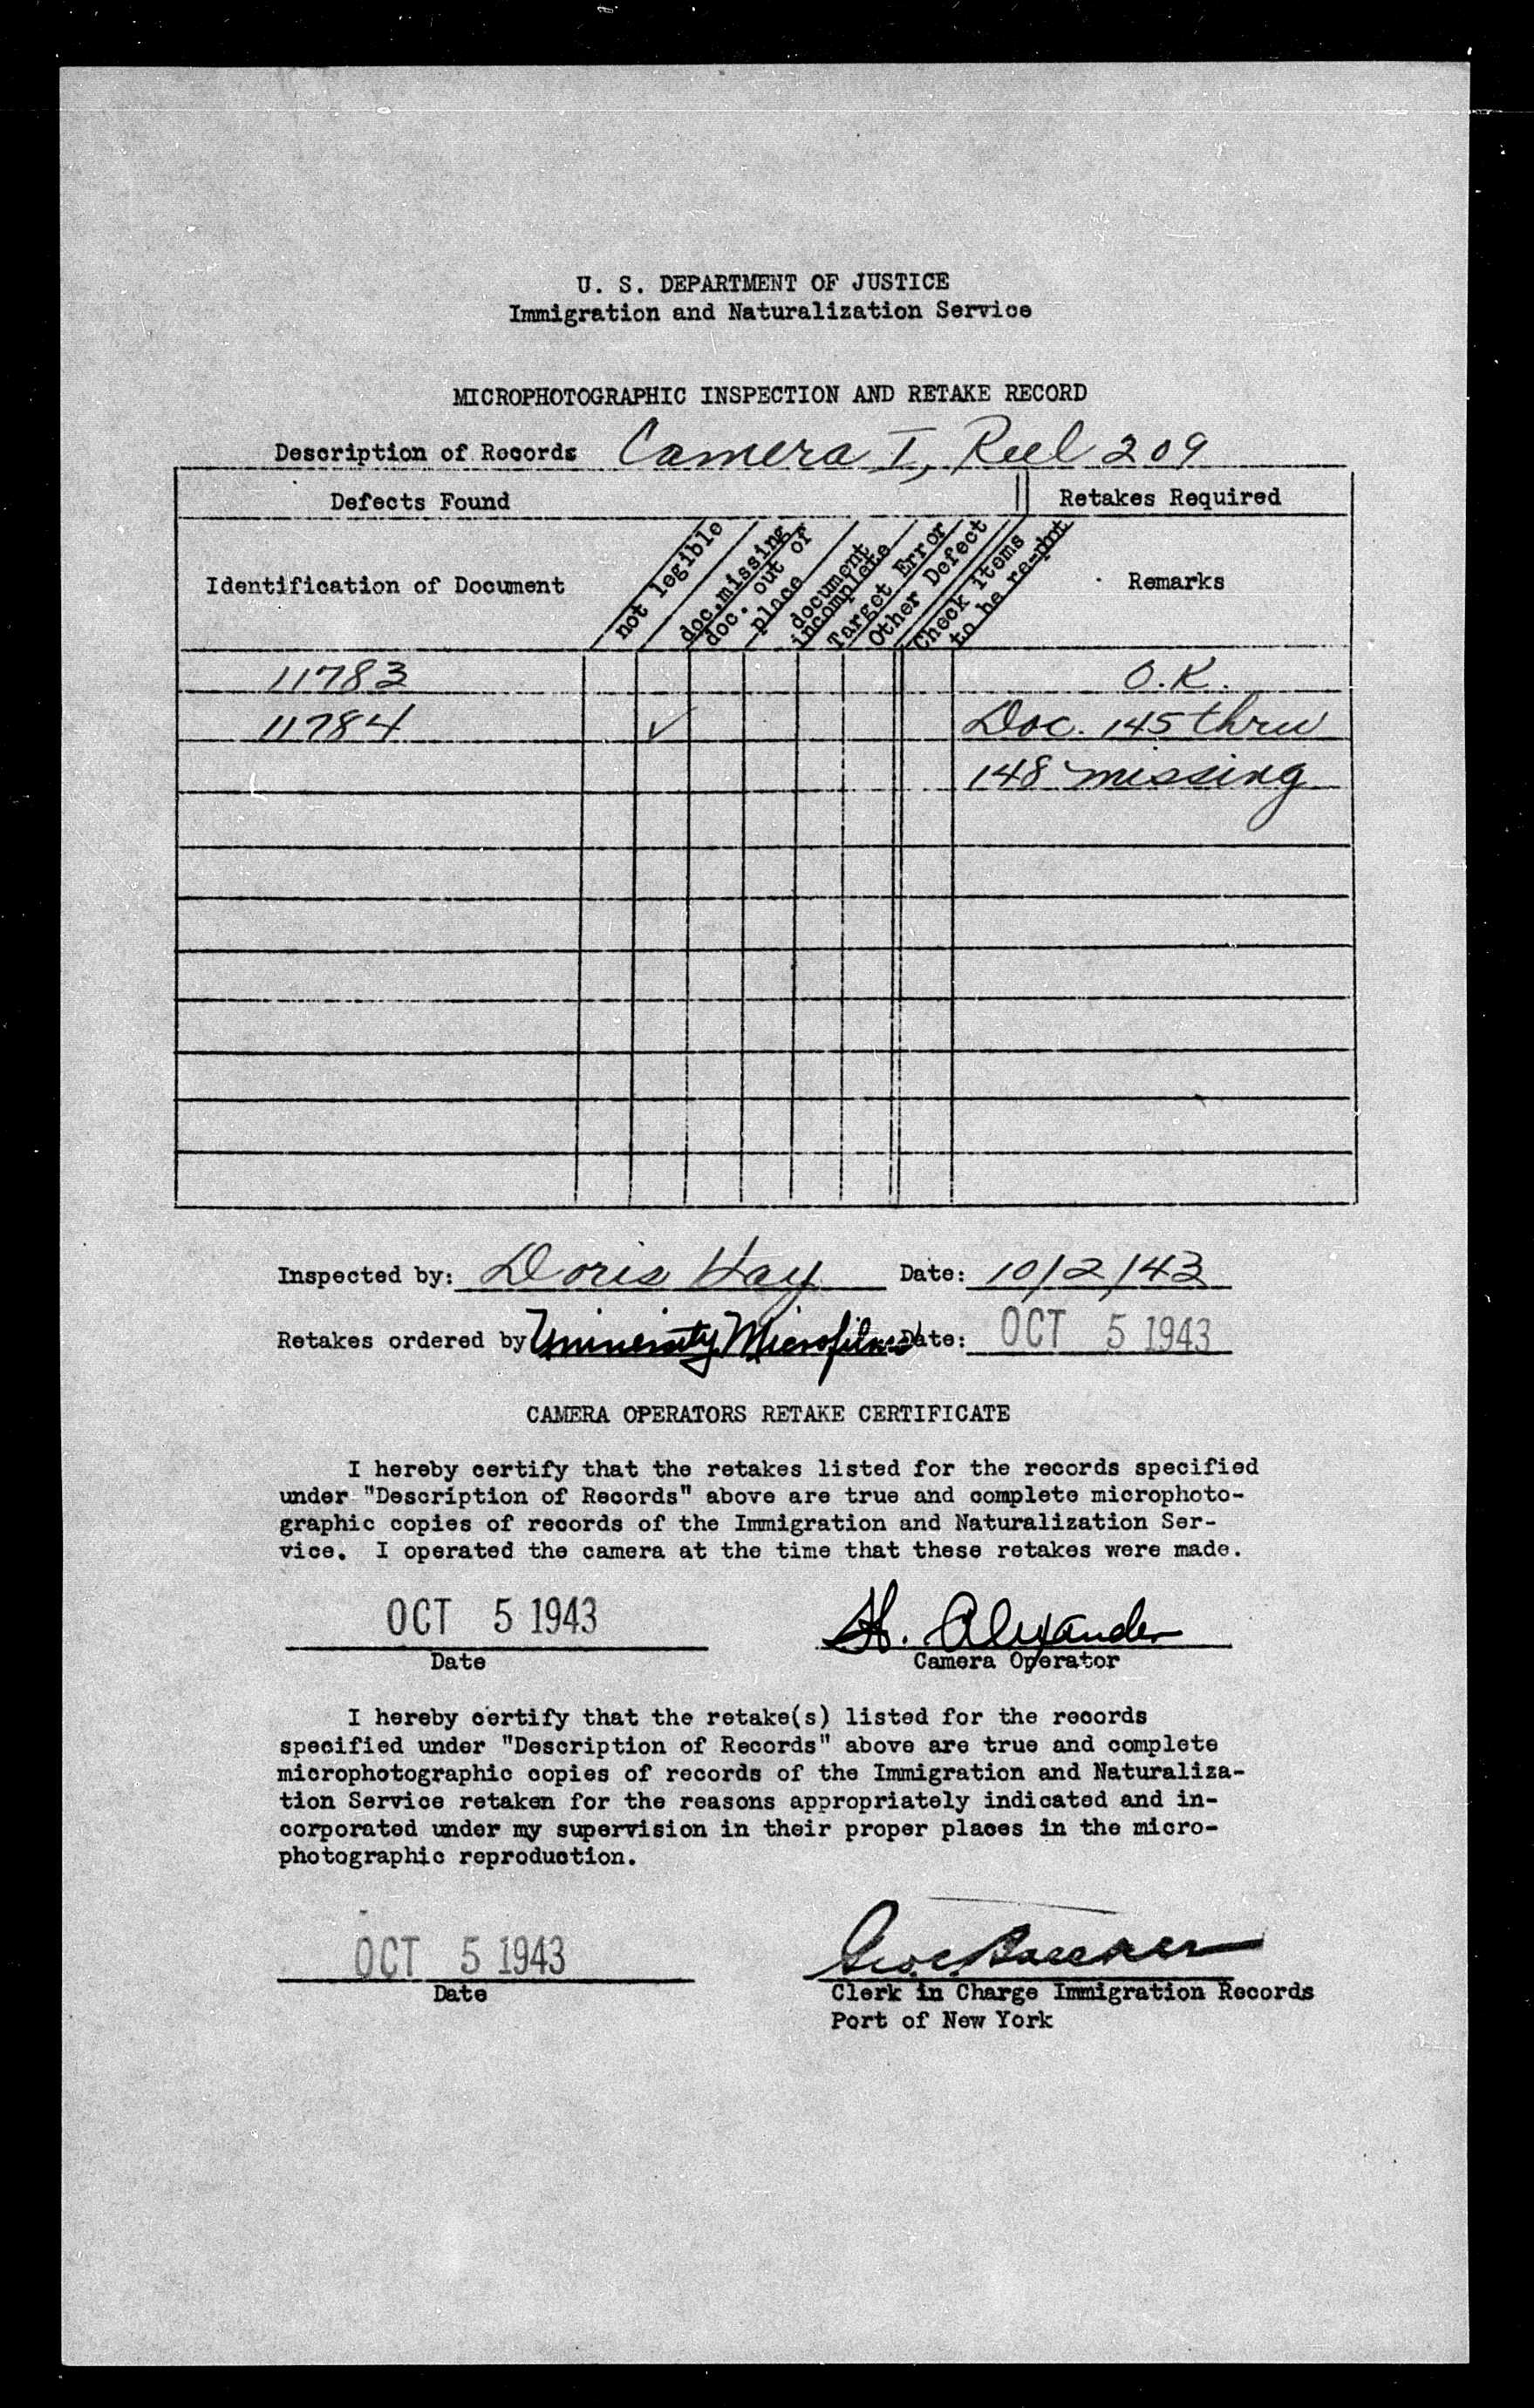 U. S. DEPARTMENT OF JUSTICE
Immigration and Naturalization Service
MICROPHOTOGRAPHIC INSPECTION AND RETAKE RECORD
Description of Records Camera I, Reel 209
Defects Found Retakes Required
Identification of Document not legible doc. missing doc. out of place document incomplete Target Error Other Defect Check items to be re-phot Remarks
11783 O.K.
11784 ✓ Doc. 145 thru
148 missing
Inspected by: Doris Hay Date: 10/2/43
Retakes ordered by University Microfilms Date: OCT 5 1943
CAMERA OPERATORS RETAKE CERTIFICATE
I hereby certify that the retakes listed for the records specified
under "Description of Records" above are true and complete microphoto-
graphic copies of records of the Immigration and Naturalization Ser-
vice. I operated the camera at the time that these retakes were made.
OCT 5 1943 H. Alexander
Date Camera Operator
I hereby certify that the retake(s) listed for the records
specified under "Description of Records" above are true and complete
microphotographic copies of records of the Immigration and Naturaliza-
tion Service retaken for the reasons appropriately indicated and in-
corporated under my supervision in their proper places in the micro-
photographic reproduction.
OCT 5 1943
Date Clerk in Charge Immigration Records
Port of New York